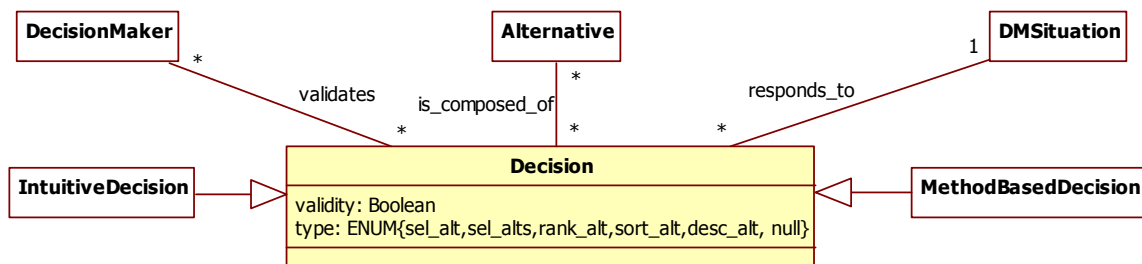 DecisionMaker
Alternative
DMSituation
*
*
1
validates
is_composed_of
responds_to
*
*
*
IntuitiveDecision
Decision
MethodBasedDecision
validity: Boolean
type: ENUM{sel_alt,sel_alts,rank_alt,sort_alt,desc_alt, null}